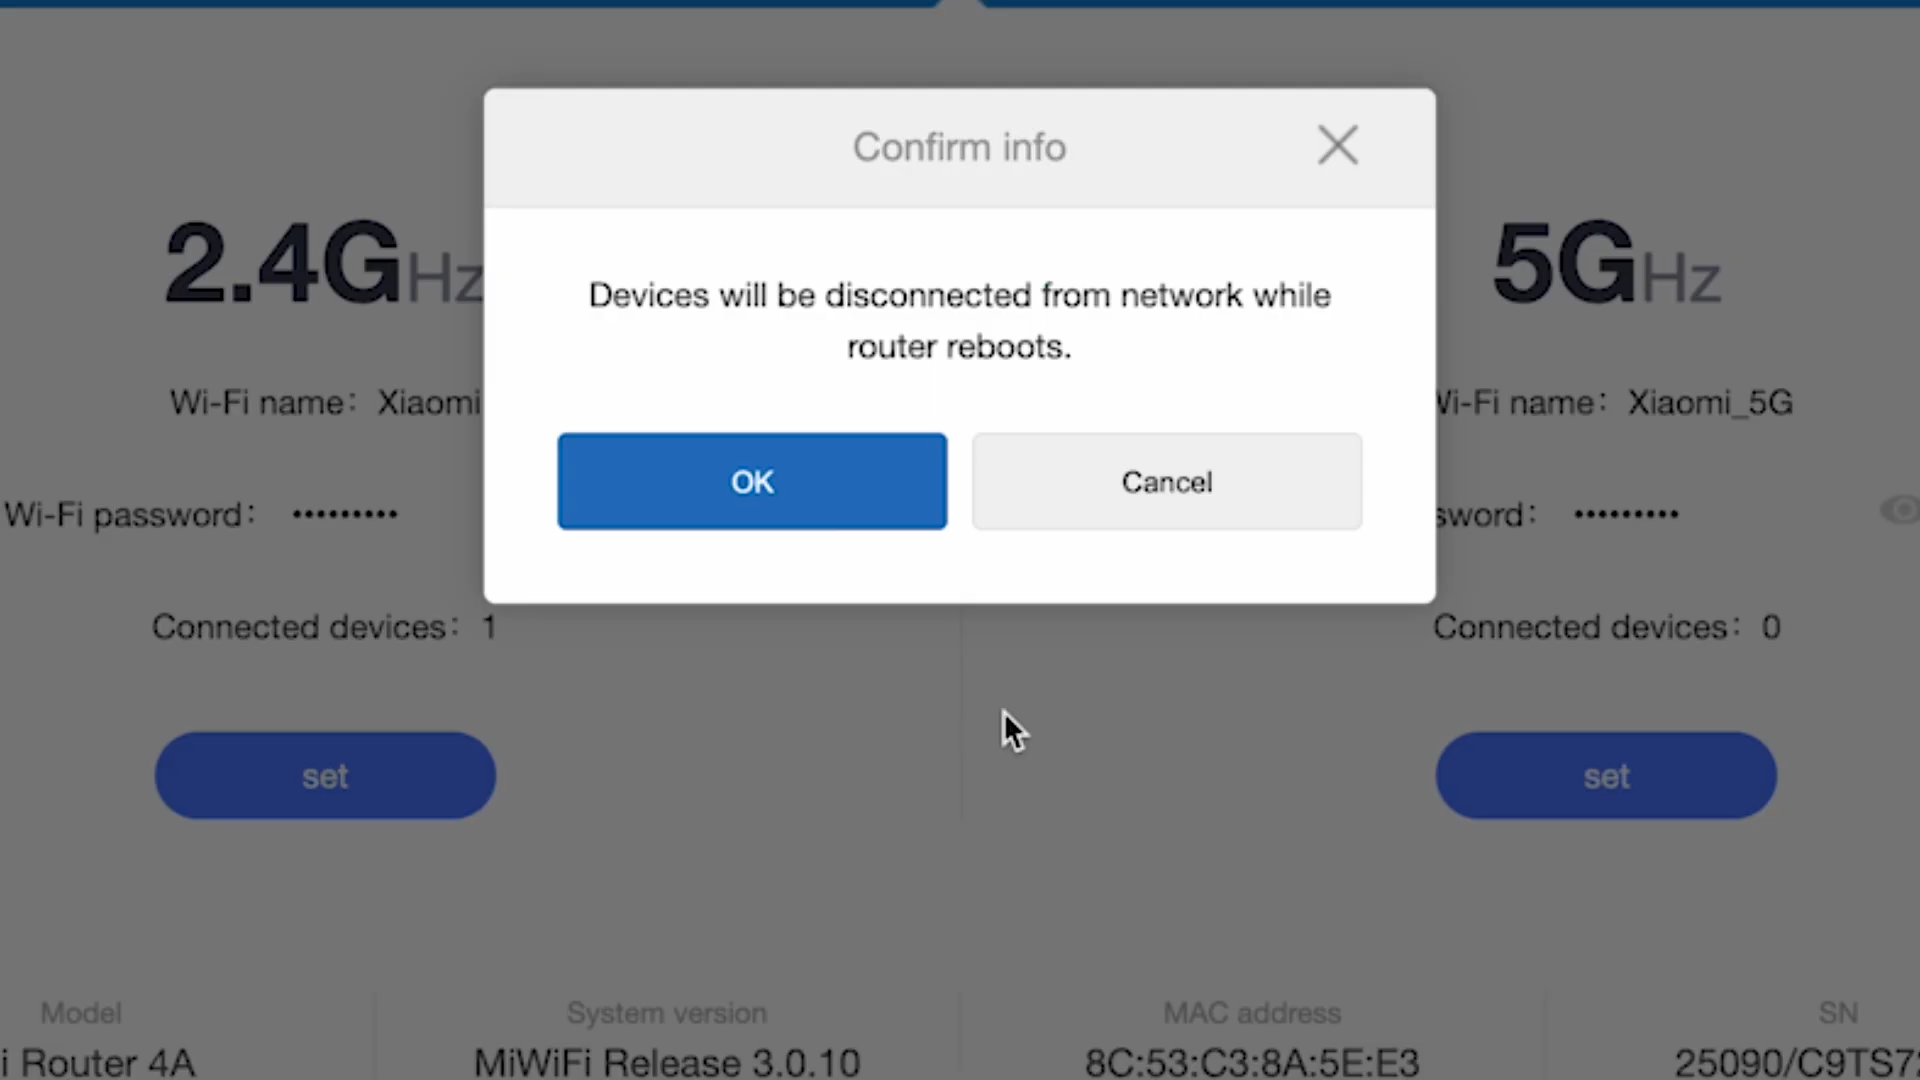 Confirm info
2.4GHz
5GHz
Devices will be disconnected from network while
router reboots.
Wi-Fi name: Xiaomi
Wi-Fi name: Xiaomi_5G
OK
Cancel
Wi-Fi password: •••••••••
sword: •••••••••
Connected devices: 1
Connected devices: 0
set
set
Model
System version
MAC address
SN
i Router 4A
MiWiFi Release 3.0.10
8C:53:C3:8A:5E:E3
25090/C9TS72